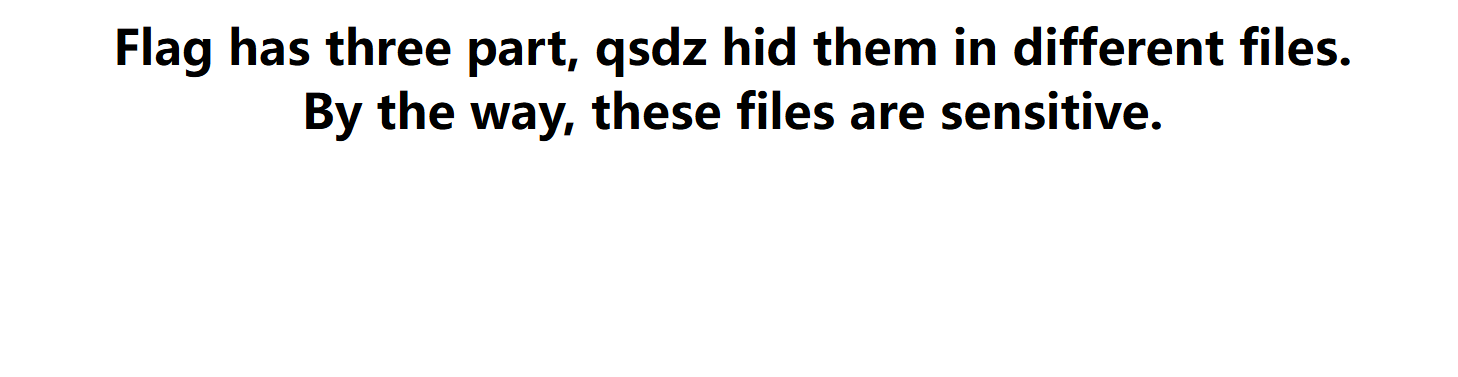 Flag has three part, qsdz hid them in different files.
By the way, these files are sensitive.